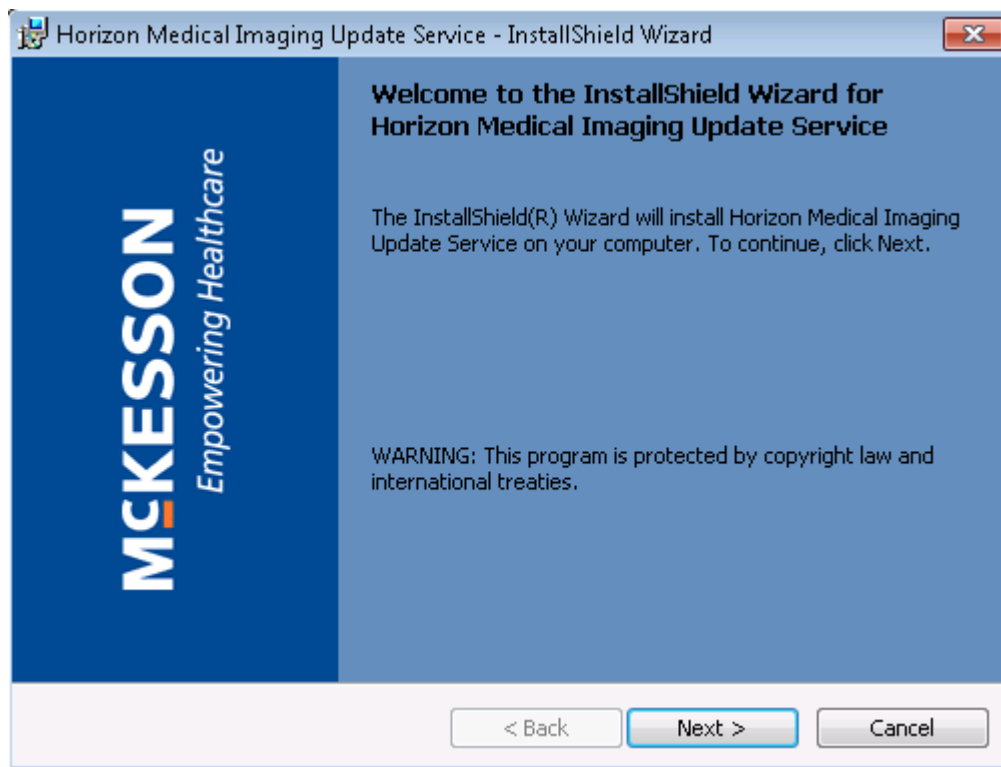 Horizon Medical Imaging Update Service - InstallShield Wizard
McKESSON
Empowering Healthcare
Welcome to the InstallShield Wizard for
Horizon Medical Imaging Update Service
The InstallShield(R) Wizard will install Horizon Medical Imaging
Update Service on your computer. To continue, click Next.
WARNING: This program is protected by copyright law and
international treaties.
< Back
Next >
Cancel